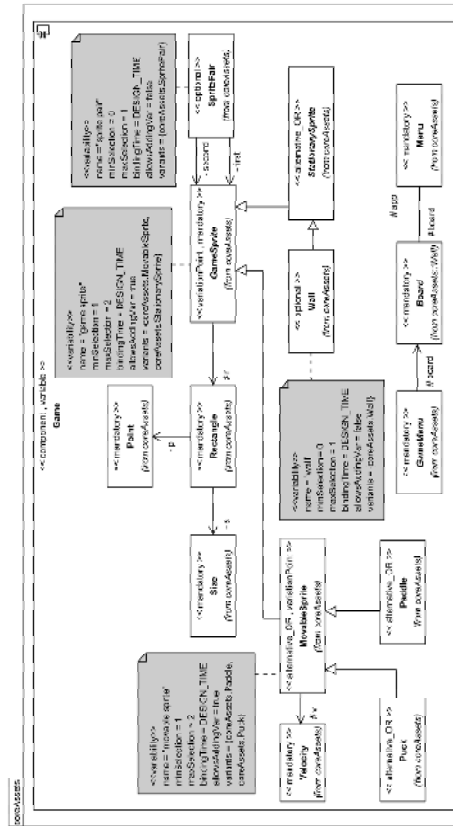 coreAssets
<< component, variable >>
Game
<<variability>>
name = "game sprite"
minSelection = 1
maxSelection = 2
bindingTime = DESIGN_TIME
allowsAddingVar = true
variants = {coreAssets.MovableSprite,
coreAssets.StationarySprite}
<<variability>>
name = "sprite pair"
minSelection = 0
maxSelection = 1
bindingTime = DESIGN_TIME
allowsAddingVar = false
variants = {coreAssets.SpritePair}
<<mandatory>>
Point
(from coreAssets)
- p
<<mandatory>>
Size
(from coreAssets)
- s
<<mandatory>>
Rectangle
(from coreAssets)
# r
<<variationPoint, mandatory>>
GameSprite
(from coreAssets)
- second
- first
<<optional>>
SpritePair
(from coreAssets)
<<variability>>
name = "movable sprite"
minSelection = 1
maxSelection = 2
bindingTime = DESIGN_TIME
allowsAddingVar = true
variants = {coreAssets.Paddle,
coreAssets.Puck}
<< mandatory >>
Velocity
(from coreAssets)
# v
<< alternative_OR, variationPoint >>
MovableSprite
(from coreAssets)
<< optional >>
Wall
(from coreAssets)
<<alternative_OR >>
StationarySprite
(from coreAssets)
<<variability>>
name = "wall"
minSelection = 0
maxSelection = 1
bindingTime = DESIGN_TIME
allowsAddingVar = false
variants = {coreAssets.Wall}
<< alternative_OR >>
Puck
(from coreAssets)
<< alternative_OR >>
Paddle
(from coreAssets)
<< mandatory >>
GameMenu
(from coreAssets)
# board
<< mandatory >>
Board
(from coreAssets::Wall)
# board
# app
<< mandatory >>
Menu
(from coreAssets)